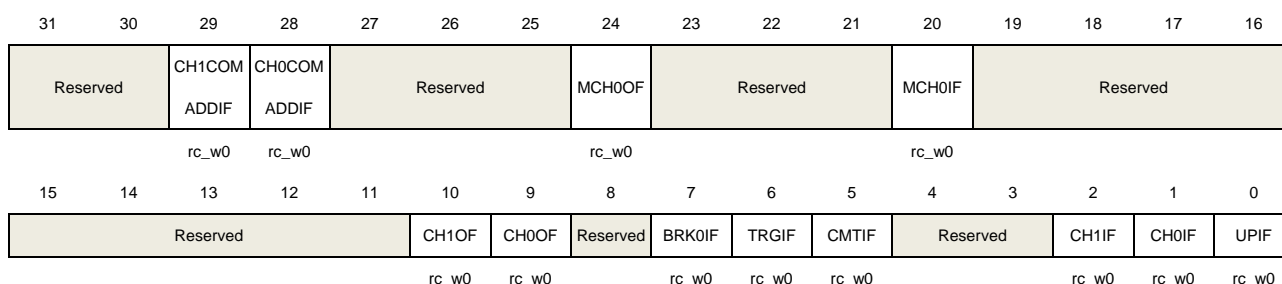 31 30 29 28 27 26 25 24 23 22 21 20 19 18 17 16
Reserved CH1COM ADDIF CH0COM ADDIF Reserved MCH0OF Reserved MCH0IF Reserved
rc_w0 rc_w0 rc_w0 rc_w0
15 14 13 12 11 10 9 8 7 6 5 4 3 2 1 0
Reserved CH1OF CH0OF Reserved BRK0IF TRGIF CMTIF Reserved CH1IF CH0IF UPIF
rc_w0 rc_w0 rc_w0 rc_w0 rc_w0 rc_w0 rc_w0 rc_w0